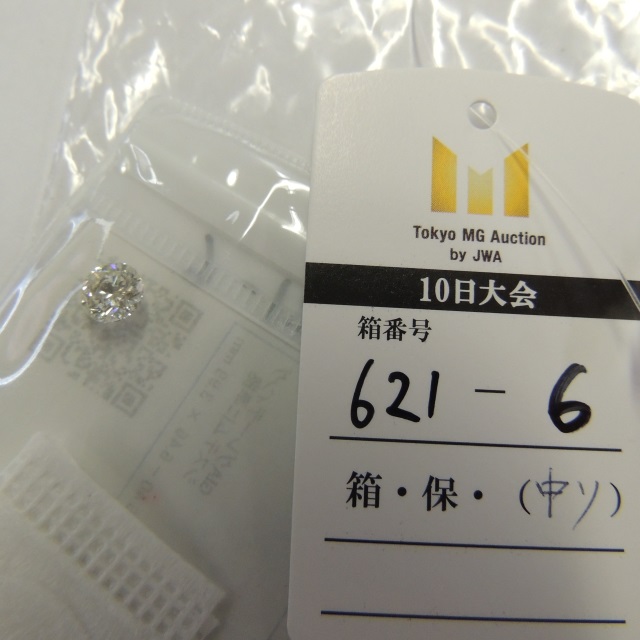 Tokyo MG Auction
by JWA
10日大会
箱番号
621 - 6
箱・保・(中ソ)